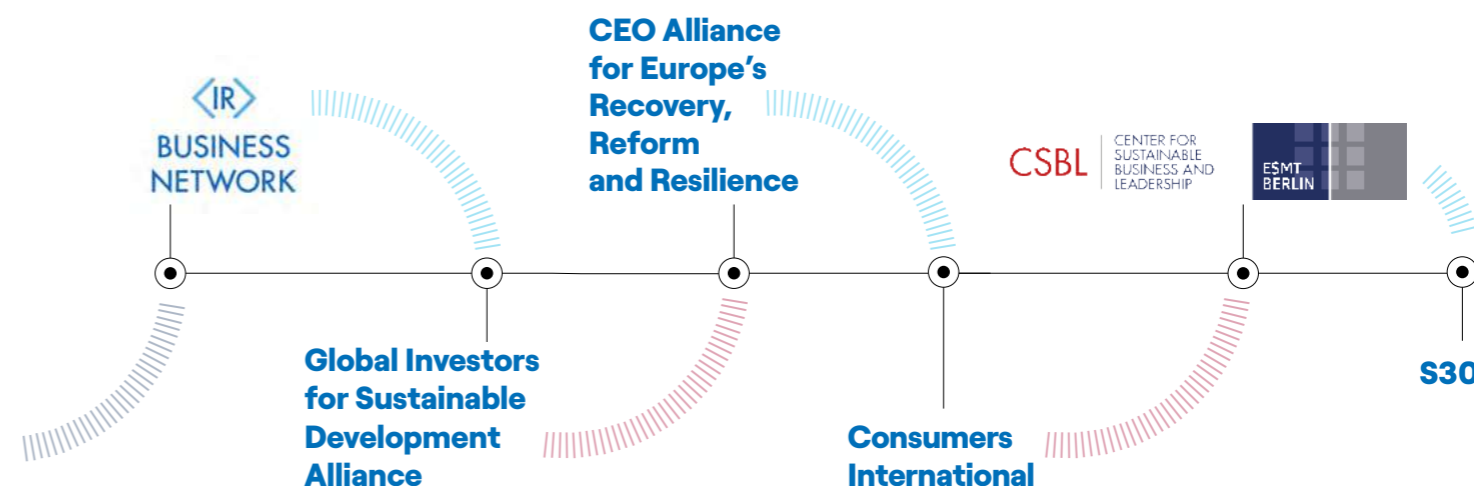 <IR>
BUSINESS
NETWORK
Global Investors
for Sustainable
Development
Alliance
CEO Alliance
for Europe's
Recovery,
Reform
and Resilience
Consumers
International
CSBL
CENTER FOR
SUSTAINABLE
BUSINESS AND
LEADERSHIP
ESMT
BERLIN
S30